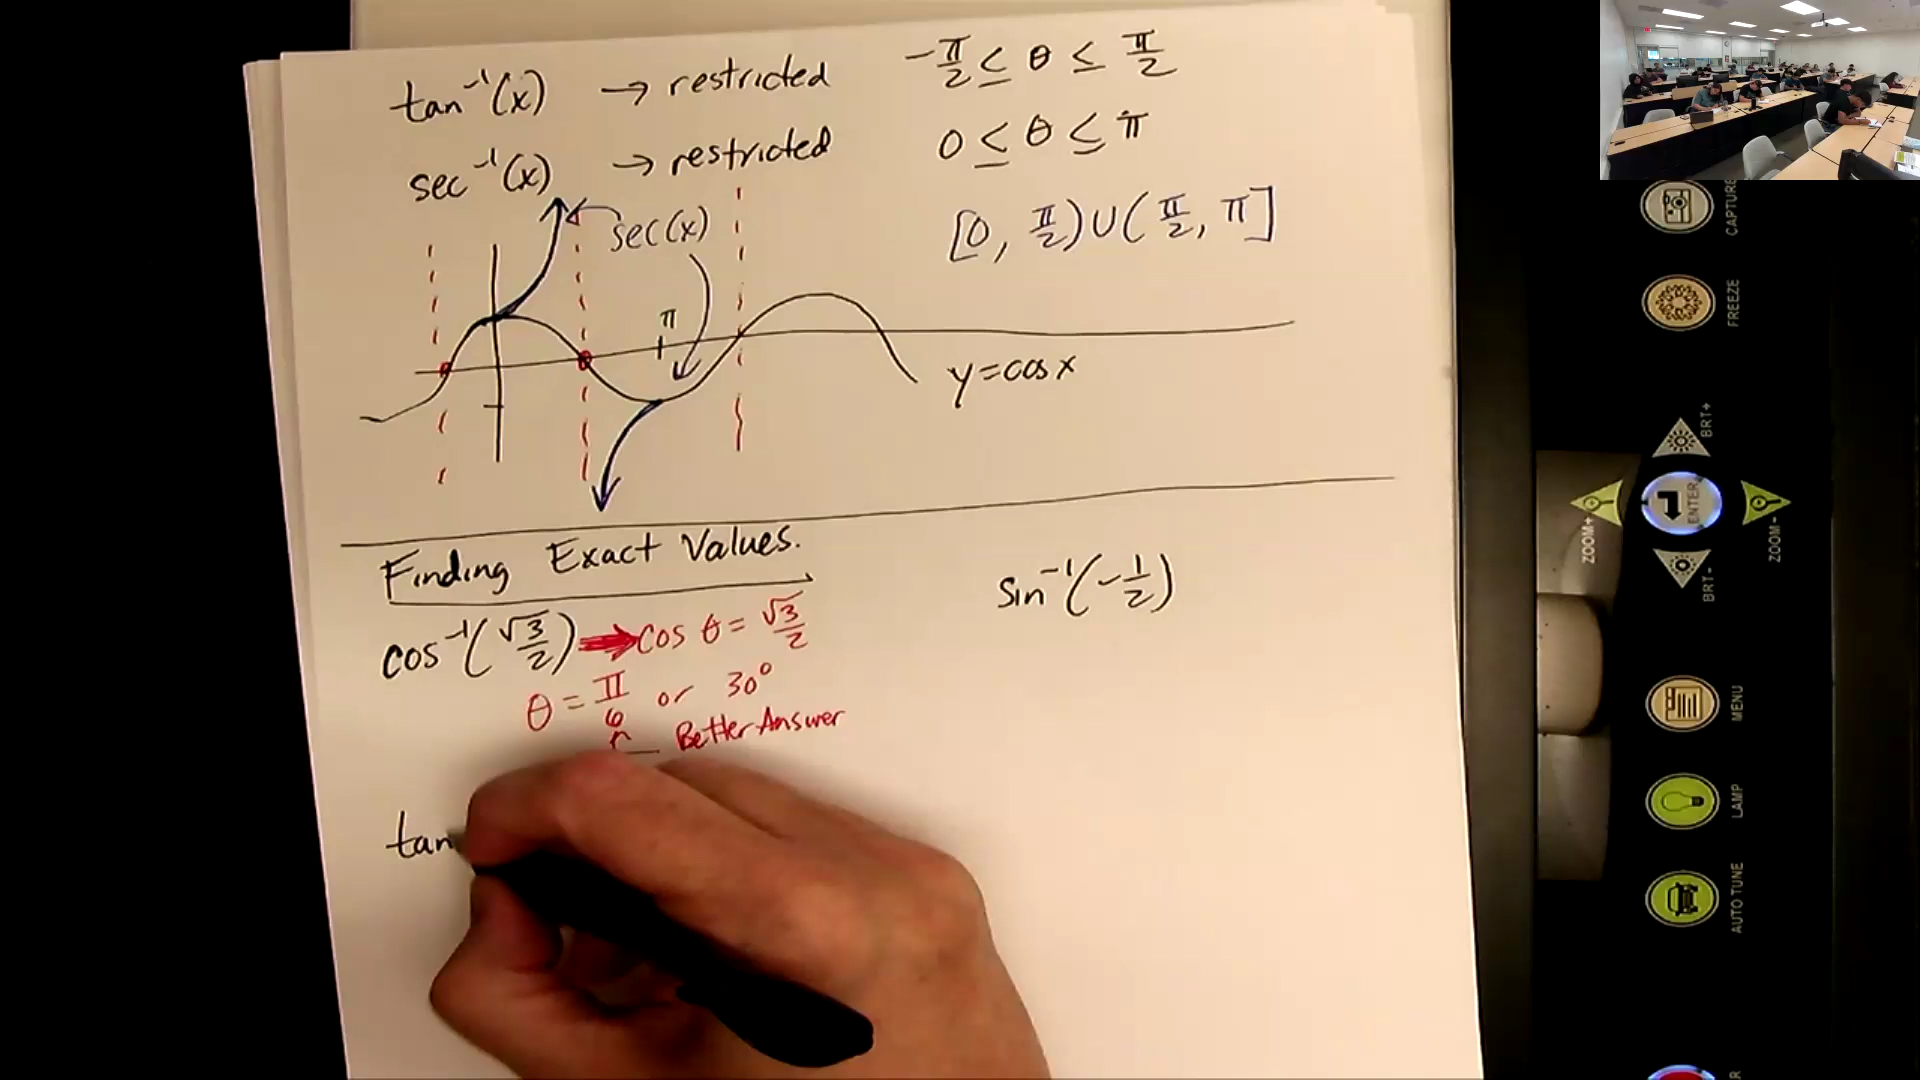 tan⁻¹(x) → restricted -π/2 ≤ θ ≤ π/2
sec⁻¹(x) → restricted 0 ≤ θ ≤ π
[0, π/2) ∪ (π/2, π]
sec(x)
π
y = cos x
Finding Exact Values.
cos⁻¹(√3/2) ⇒ cos θ = √3/2
θ = π/6 or 30°
Better Answer
sin⁻¹(-1/2)
tan
CAPTURE
FREEZE
BRT+
ZOOM+
ENTER
ZOOM-
BRT-
MENU
LAMP
AUTO TUNE